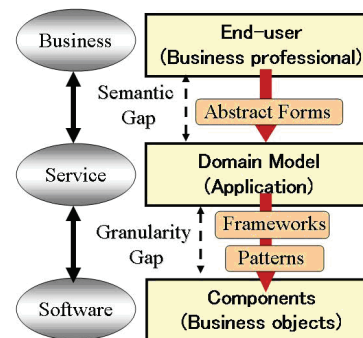 Business
End-user
(Business professional)
Semantic
Gap
Abstract Forms
Service
Domain Model
(Application)
Granularity
Gap
Frameworks
Patterns
Software
Components
(Business objects)